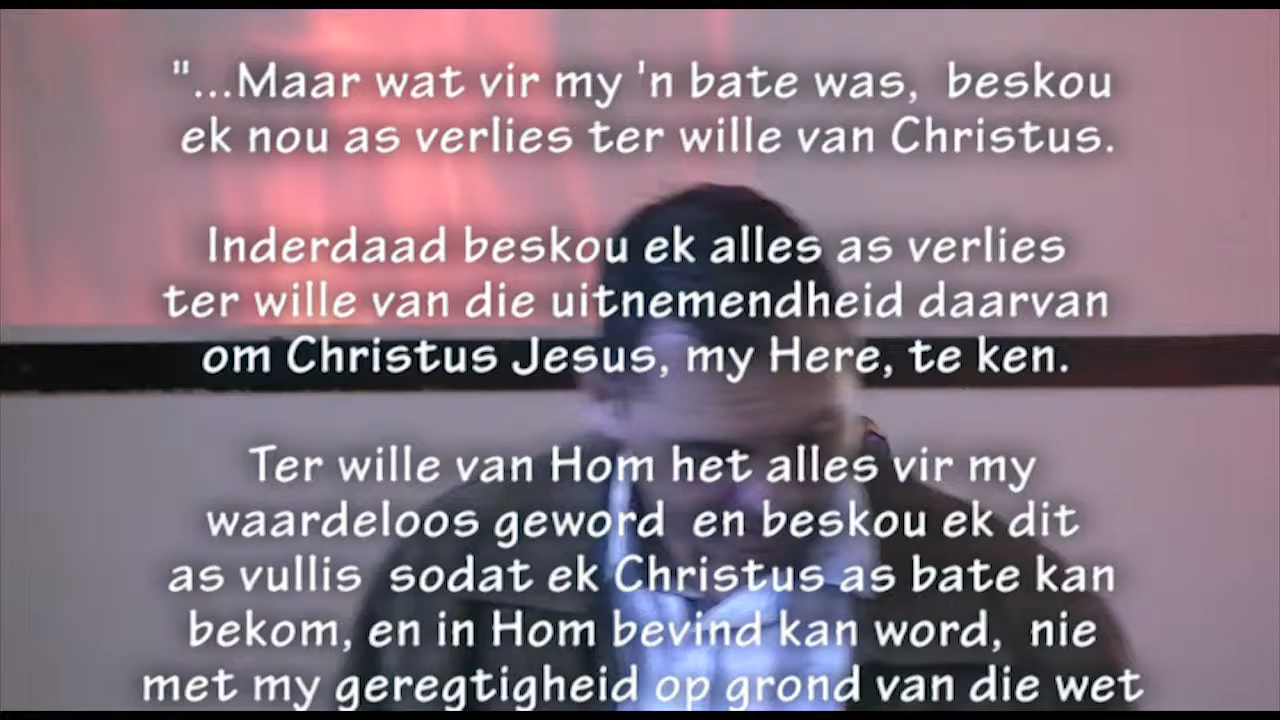 "...Maar wat vir my 'n bate was, beskou
ek nou as verlies ter wille van Christus.
Inderdaad beskou ek alles as verlies
ter wille van die uitnemendheid daarvan
om Christus Jesus, my Here, te ken.
Ter wille van Hom het alles vir my
waardeloos geword en beskou ek dit
as vullis sodat ek Christus as bate kan
bekom, en in Hom bevind kan word, nie
met my geregtigheid op grond van die wet